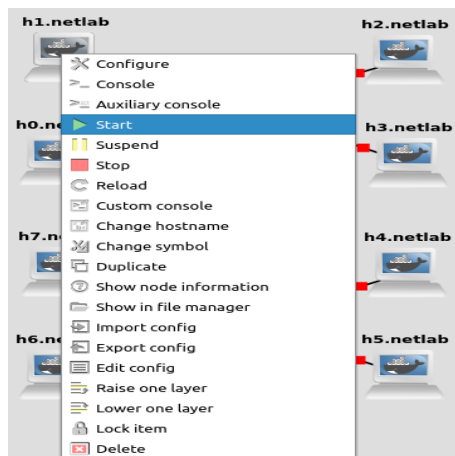 h1.netlab
h2.netlab
Configure
Console
Auxiliary console
h0.ne
Start
h3.netlab
Suspend
Stop
Reload
Custom console
Change hostname
h7.n
h4.netlab
Change symbol
Duplicate
Show node information
Show in file manager
Import config
h6.ne
h5.netlab
Export config
Edit config
Raise one layer
Lower one layer
Lock item
Delete